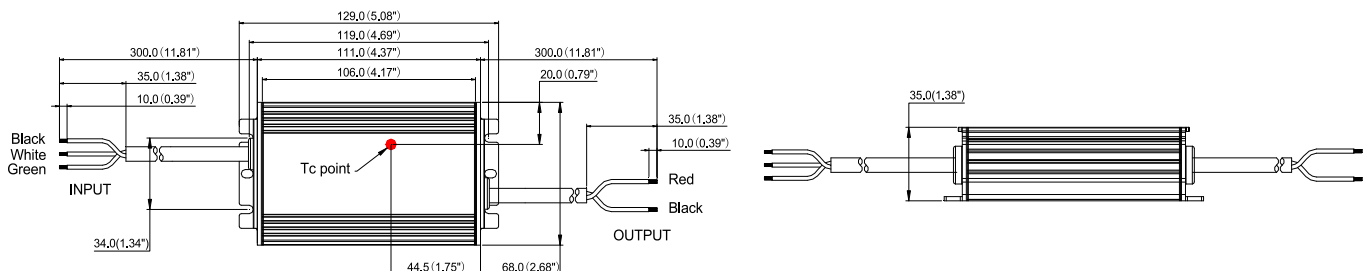 129.0(5.08")
119.0(4.69")
300.0(11.81")
111.0(4.37")
300.0(11.81")
35.0(1.38")
106.0(4.17")
20.0(0.79")
10.0(0.39")
35.0(1.38")
35.0(1.38")
10.0(0.39")
Black
White
Green
INPUT
Tc point
Red
Black
OUTPUT
34.0(1.34")
44.5(1.75")
68.0(2.68")